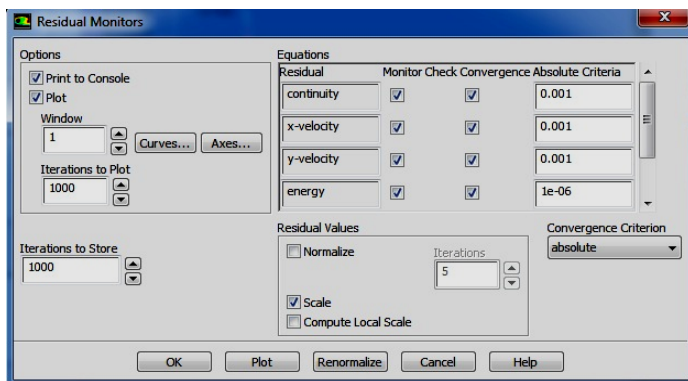 Residual Monitors
Options
Print to Console
Plot
Window
1
Curves... Axes...
Iterations to Plot
1000
Iterations to Store
1000
Equations
Residual Monitor Check Convergence Absolute Criteria
continuity 0.001
x-velocity 0.001
y-velocity 0.001
energy 1e-06
Residual Values
Normalize
Iterations
5
Scale
Compute Local Scale
Convergence Criterion
absolute
OK Plot Renormalize Cancel Help